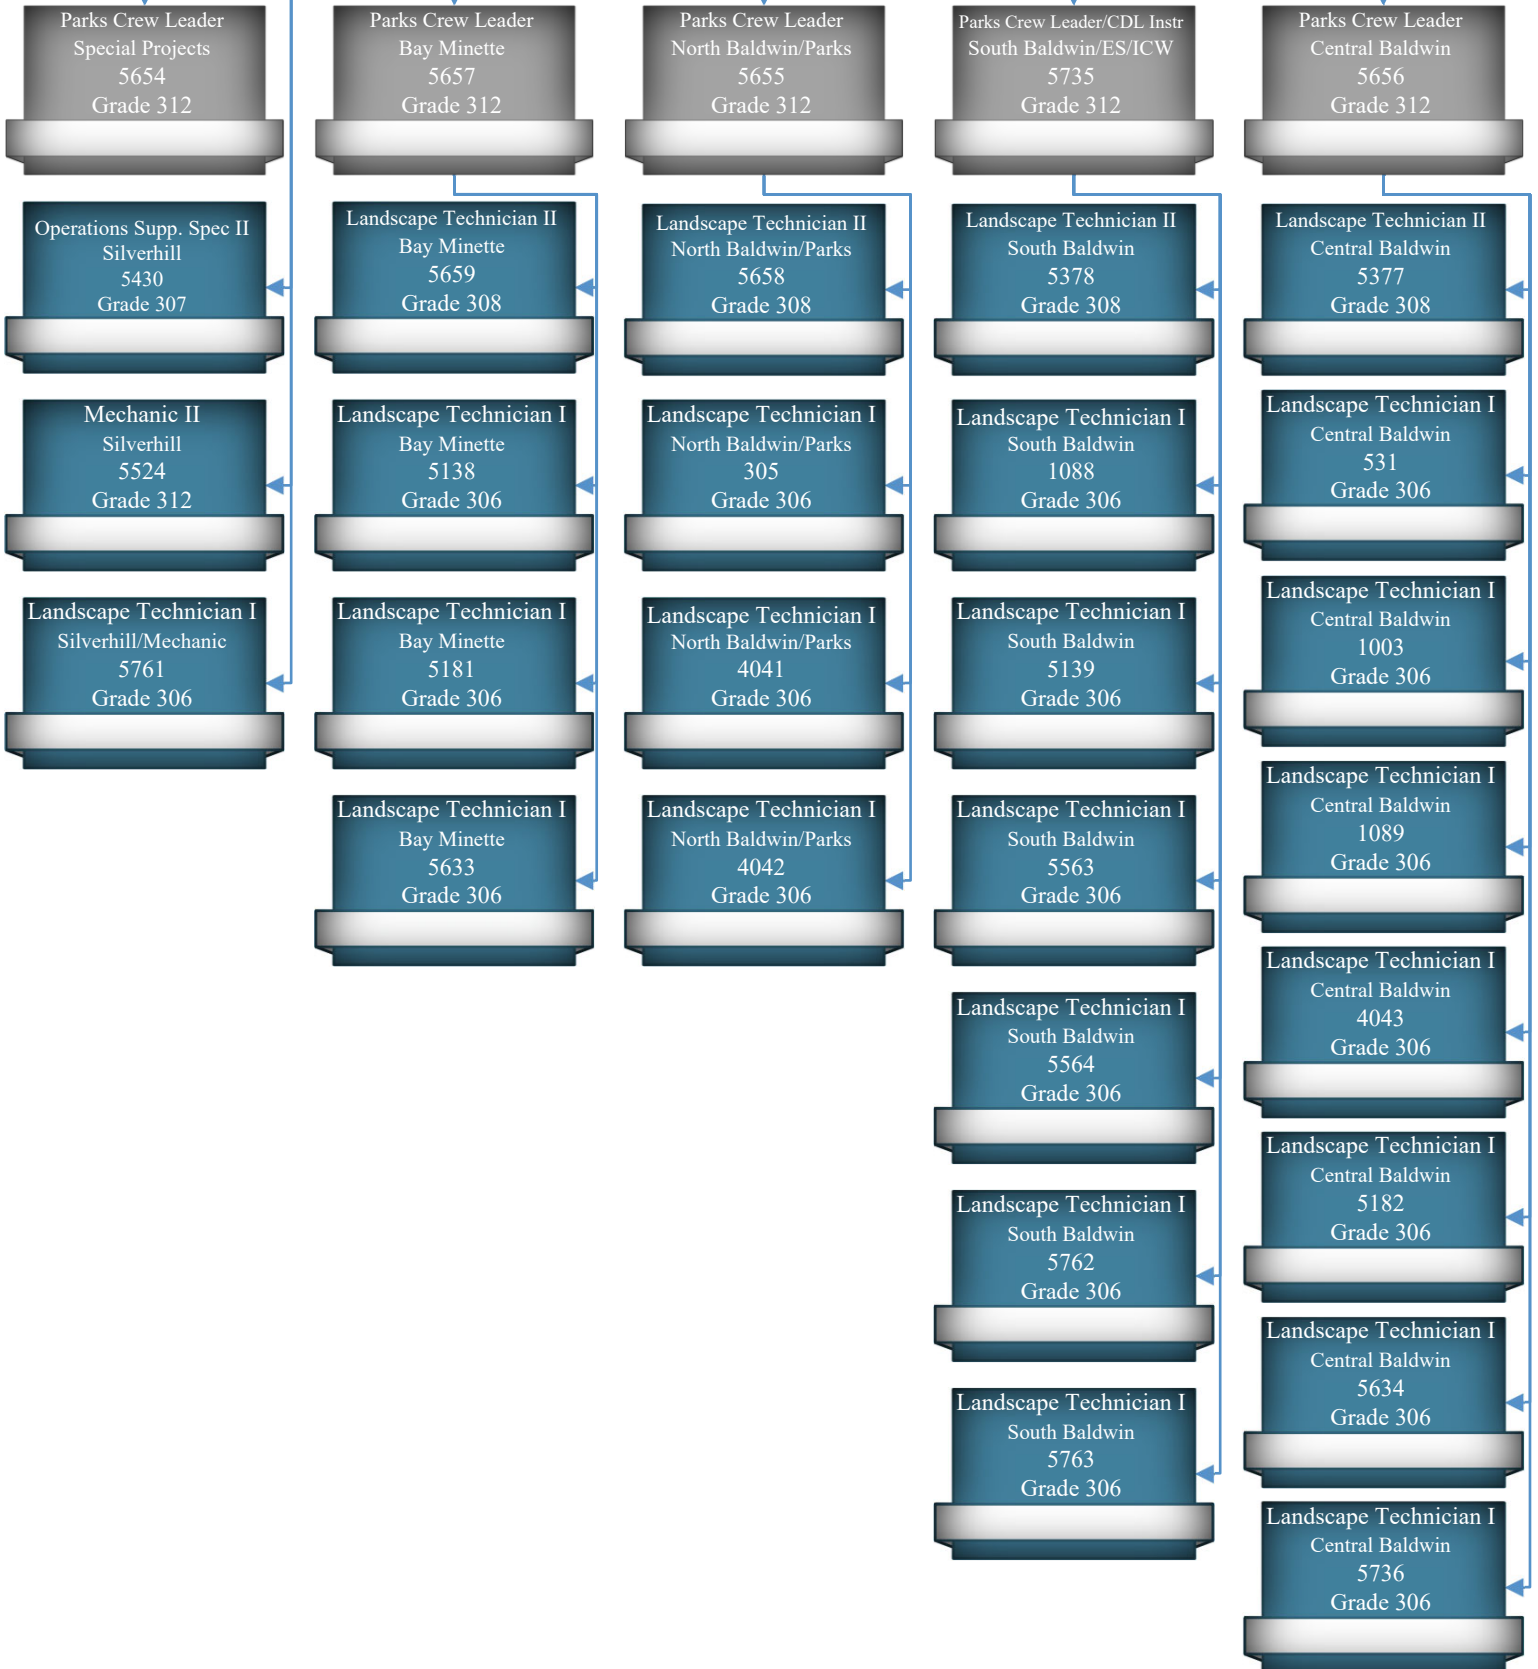 Parks Crew Leader
Special Projects
5654
Grade 312
Operations Supp. Spec II
Silverhill
5430
Grade 307
Mechanic II
Silverhill
5524
Grade 312
Landscape Technician I
Silverhill/Mechanic
5761
Grade 306
Parks Crew Leader
Bay Minette
5657
Grade 312
Landscape Technician II
Bay Minette
5659
Grade 308
Landscape Technician I
Bay Minette
5138
Grade 306
Landscape Technician I
Bay Minette
5181
Grade 306
Landscape Technician I
Bay Minette
5633
Grade 306
Parks Crew Leader
North Baldwin/Parks
5655
Grade 312
Landscape Technician II
North Baldwin/Parks
5658
Grade 308
Landscape Technician I
North Baldwin/Parks
305
Grade 306
Landscape Technician I
North Baldwin/Parks
4041
Grade 306
Landscape Technician I
North Baldwin/Parks
4042
Grade 306
Parks Crew Leader/CDL Instr
South Baldwin/ES/ICW
5735
Grade 312
Landscape Technician II
South Baldwin
5378
Grade 308
Landscape Technician I
South Baldwin
1088
Grade 306
Landscape Technician I
South Baldwin
5139
Grade 306
Landscape Technician I
South Baldwin
5563
Grade 306
Landscape Technician I
South Baldwin
5564
Grade 306
Landscape Technician I
South Baldwin
5762
Grade 306
Landscape Technician I
South Baldwin
5763
Grade 306
Parks Crew Leader
Central Baldwin
5656
Grade 312
Landscape Technician II
Central Baldwin
5377
Grade 308
Landscape Technician I
Central Baldwin
531
Grade 306
Landscape Technician I
Central Baldwin
1003
Grade 306
Landscape Technician I
Central Baldwin
1089
Grade 306
Landscape Technician I
Central Baldwin
4043
Grade 306
Landscape Technician I
Central Baldwin
5182
Grade 306
Landscape Technician I
Central Baldwin
5634
Grade 306
Landscape Technician I
Central Baldwin
5736
Grade 306